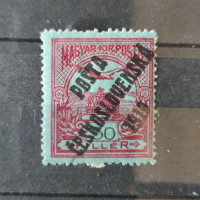 MAGYAR KIR. POSTA
POŠTA
ČESKOSLOVENSKÁ
1919
50
FILLÉR